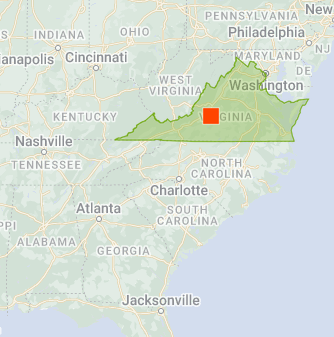 PENNSYLVANIA
New
OHIO
INDIANA
Philadelphia
anapolis
Cincinnati
MARYLAND
DE
WEST
VIRGINIA
Washington
KENTUCKY
GINIA
Nashville
TENNESSEE
NORTH
CAROLINA
Charlotte
Atlanta
SOUTH
CAROLINA
PPI
ALABAMA
GEORGIA
Jacksonville